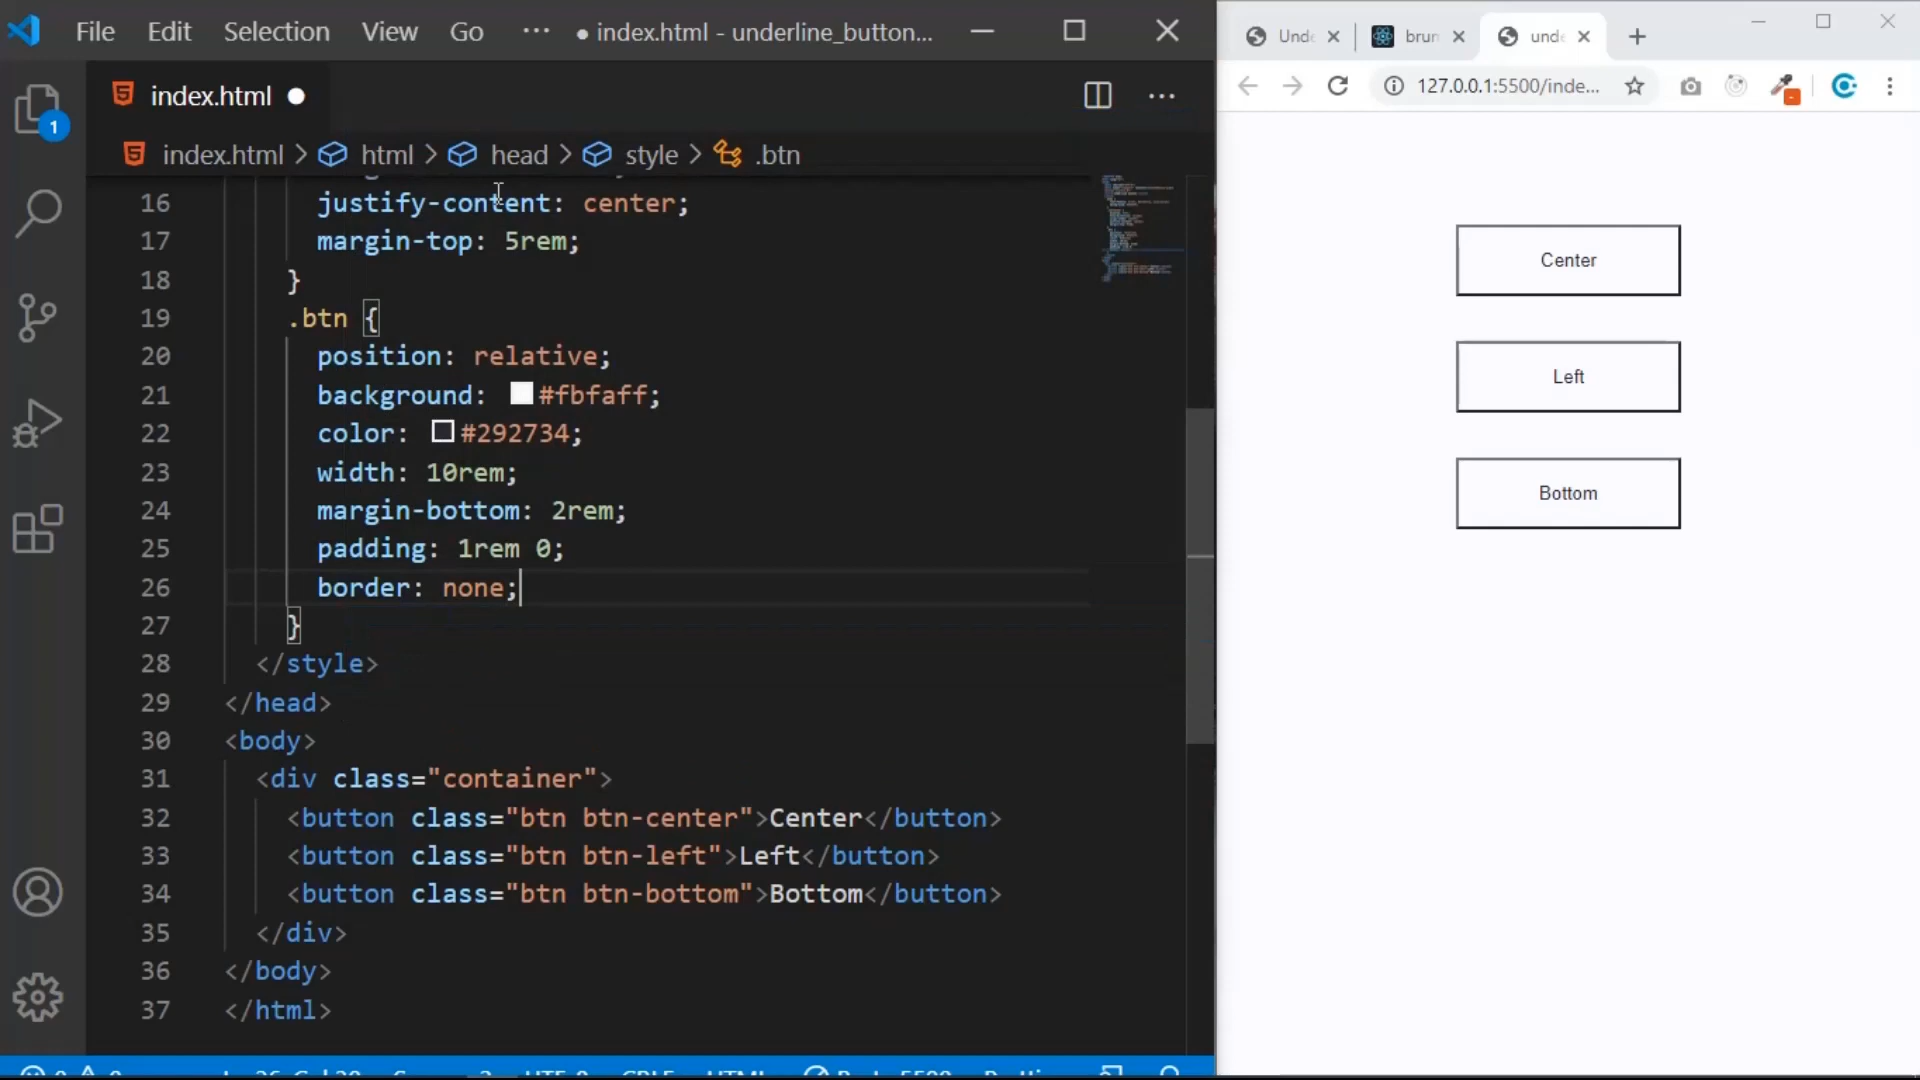 File Edit Selection View Go ··· ● index.html - underline_button...
index.html ●
index.html > html > head > style > .btn
16 justify-content: center;
17 margin-top: 5rem;
18 }
19 .btn {
20 position: relative;
21 background: #fbfaff;
22 color: #292734;
23 width: 10rem;
24 margin-bottom: 2rem;
25 padding: 1rem 0;
26 border: none;
27 }
28 </style>
29 </head>
30 <body>
31 <div class="container">
32 <button class="btn btn-center">Center</button>
33 <button class="btn btn-left">Left</button>
34 <button class="btn btn-bottom">Bottom</button>
35 </div>
36 </body>
37 </html>
1
Unde brun unde
127.0.0.1:5500/inde...
Center
Left
Bottom